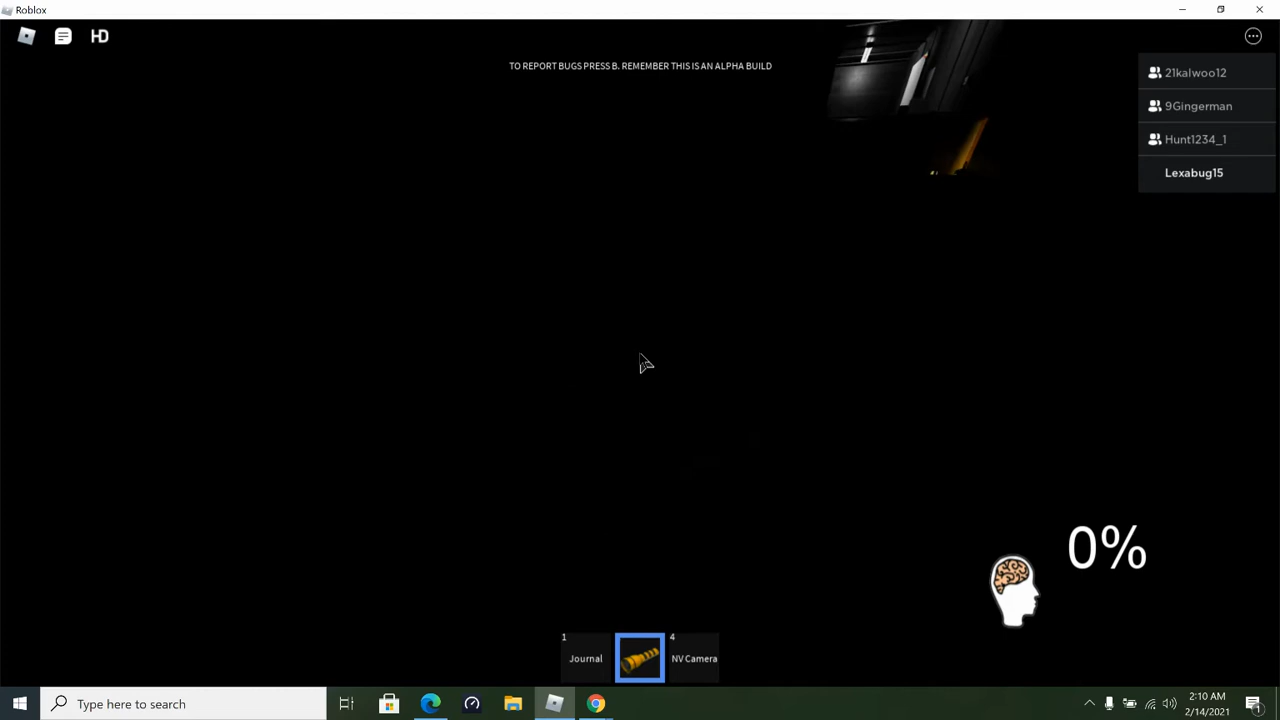 Roblox
HD
TO REPORT BUGS PRESS B. REMEMBER THIS IS AN ALPHA BUILD
21kalwoo12
9Gingerman
Hunt1234_1
Lexabug15
0%
1
Journal
4
NV Camera
Type here to search
2:10 AM
2/14/2021
1